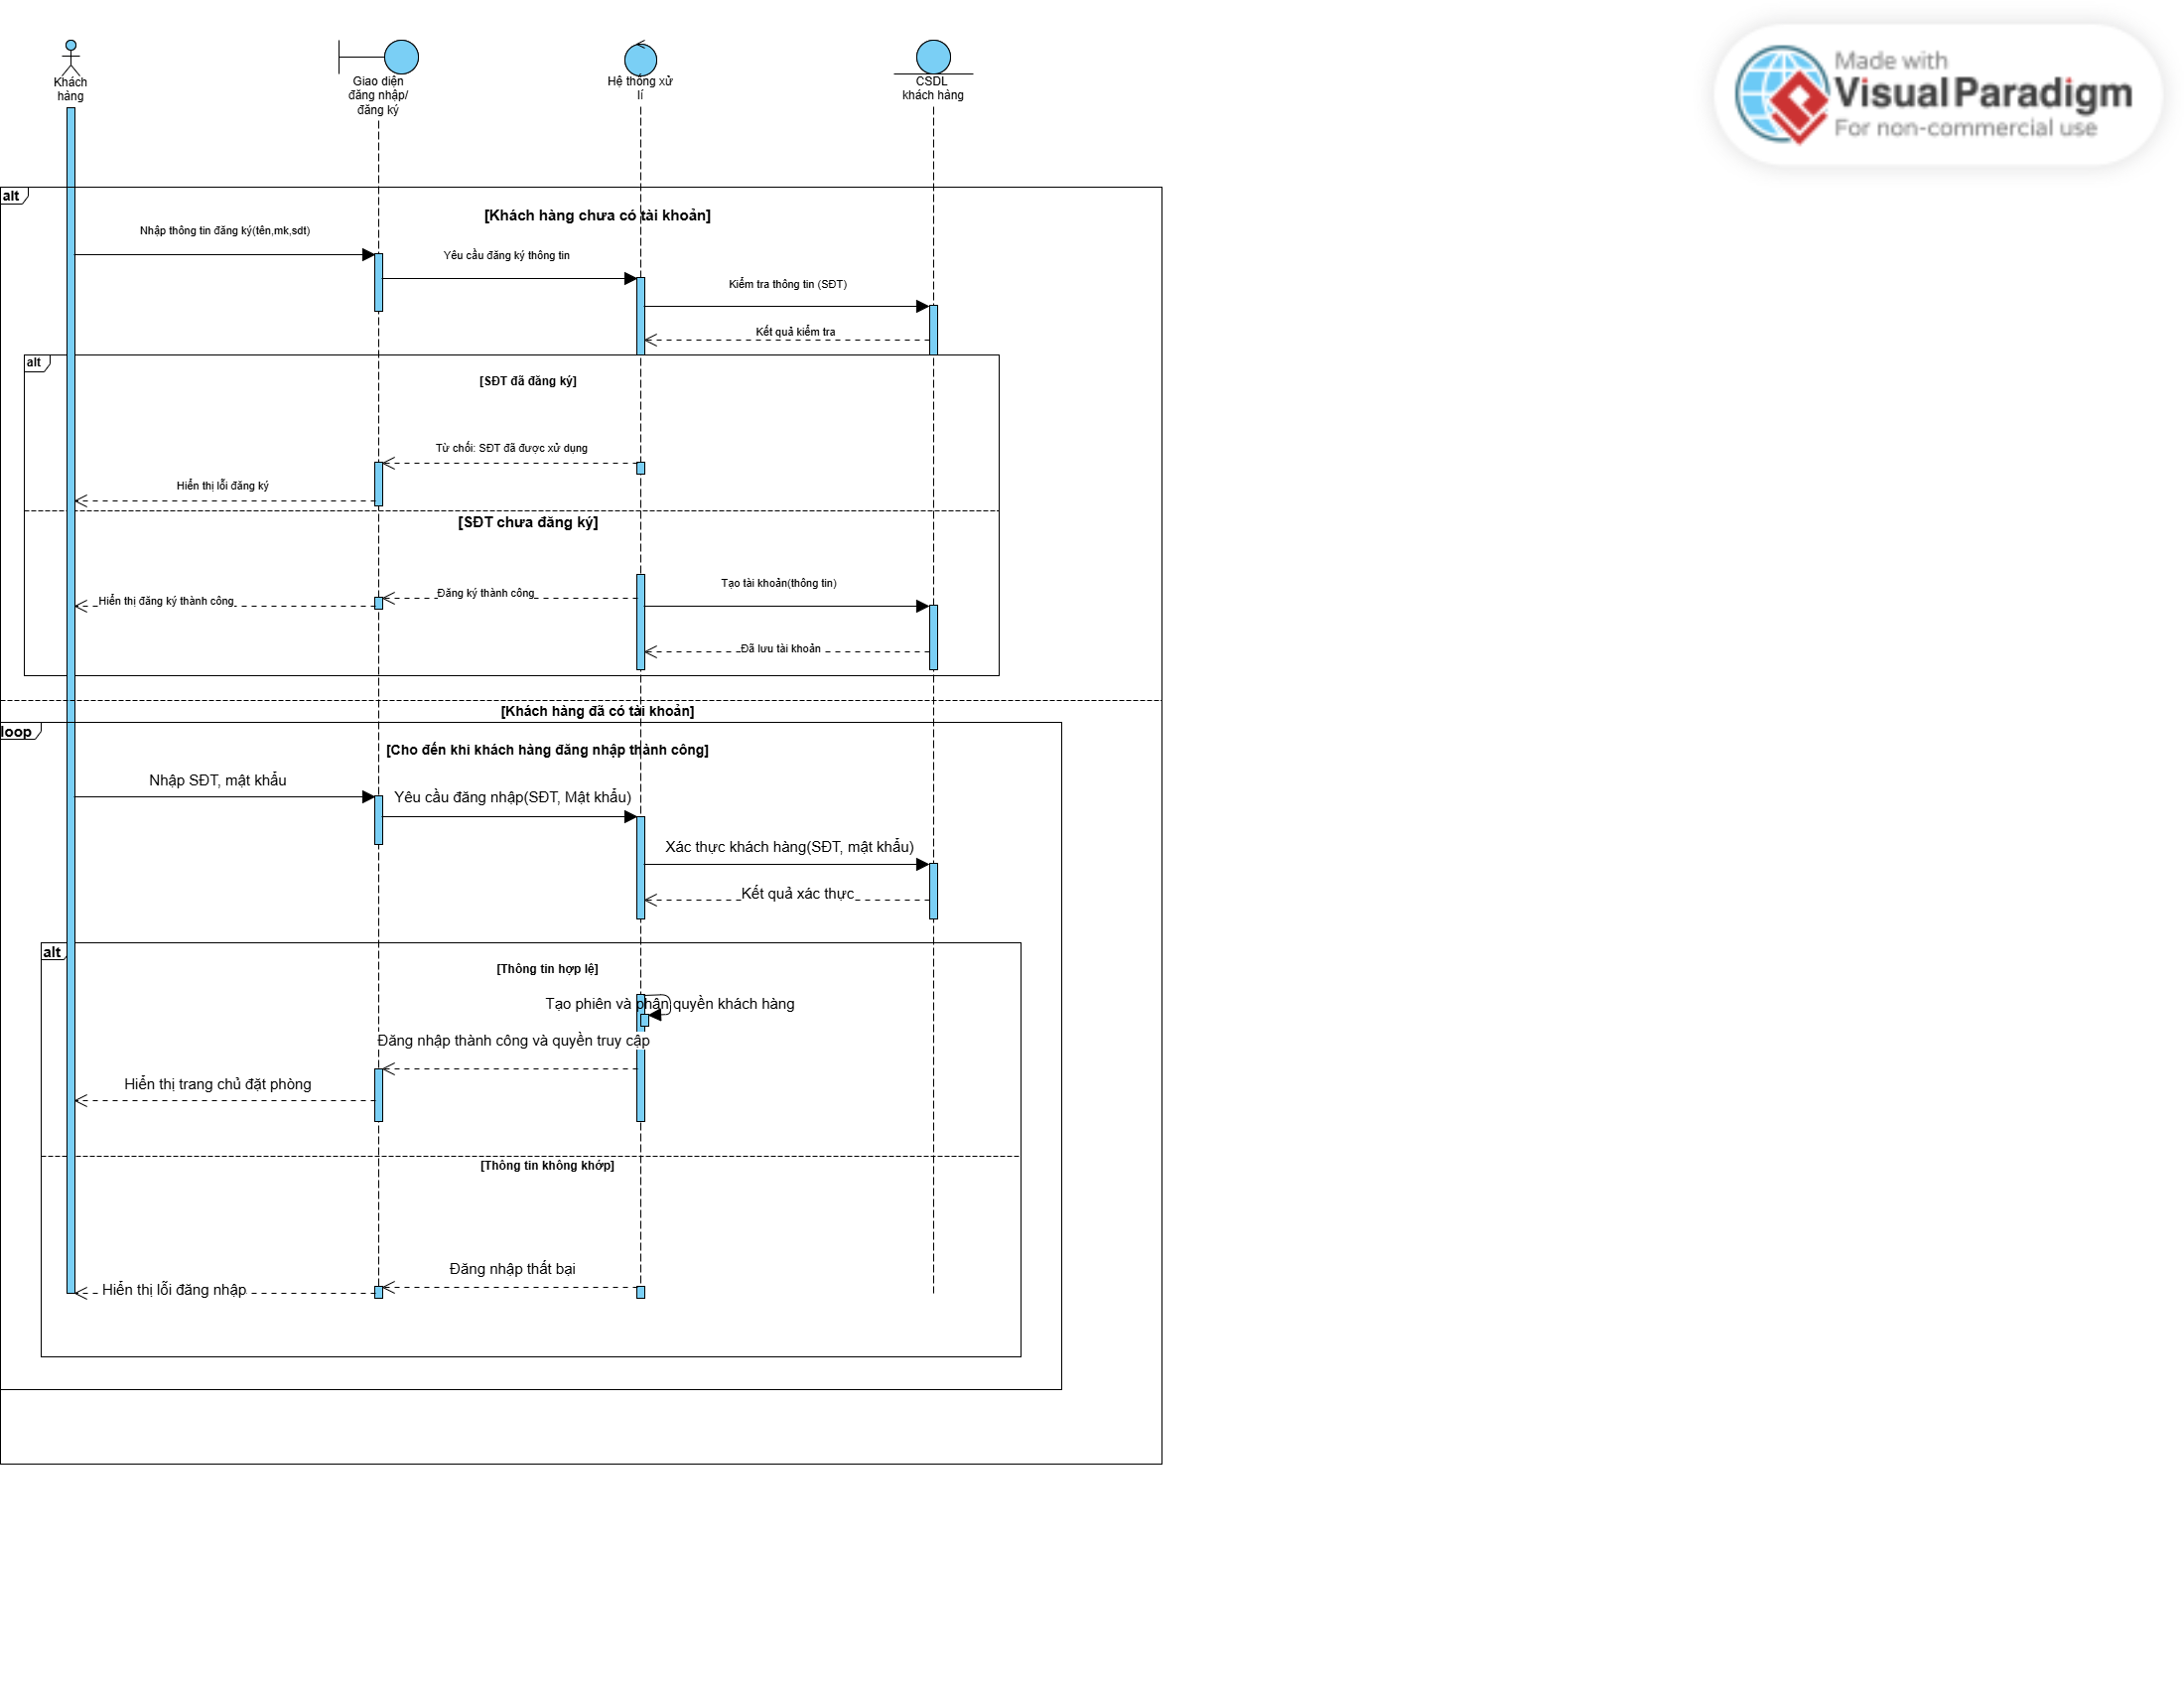 Made with
Visual Paradigm
For non-commercial use
Khách
hàng
Giao diện
đăng nhập/
đăng ký
Hệ thống xử
lí
CSDL
khách hàng
alt
[Khách hàng chưa có tài khoản]
Nhập thông tin đăng ký(tên,mk,sdt)
Yêu cầu đăng ký thông tin
Kiểm tra thông tin (SĐT)
Kết quả kiểm tra
alt
[SĐT đã đăng ký]
Từ chối: SĐT đã được xử dụng
Hiển thị lỗi đăng ký
[SĐT chưa đăng ký]
Tạo tài khoản(thông tin)
Đăng ký thành công
Hiển thị đăng ký thành công
Đã lưu tài khoản
[Khách hàng đã có tài khoản]
loop
[Cho đến khi khách hàng đăng nhập thành công]
Nhập SĐT, mật khẩu
Yêu cầu đăng nhập(SĐT, Mật khẩu)
Xác thực khách hàng(SĐT, mật khẩu)
Kết quả xác thực
alt
[Thông tin hợp lệ]
Tạo phiên và phân quyền khách hàng
Đăng nhập thành công và quyền truy cập
Hiển thị trang chủ đặt phòng
[Thông tin không khớp]
Đăng nhập thất bại
Hiển thị lỗi đăng nhập